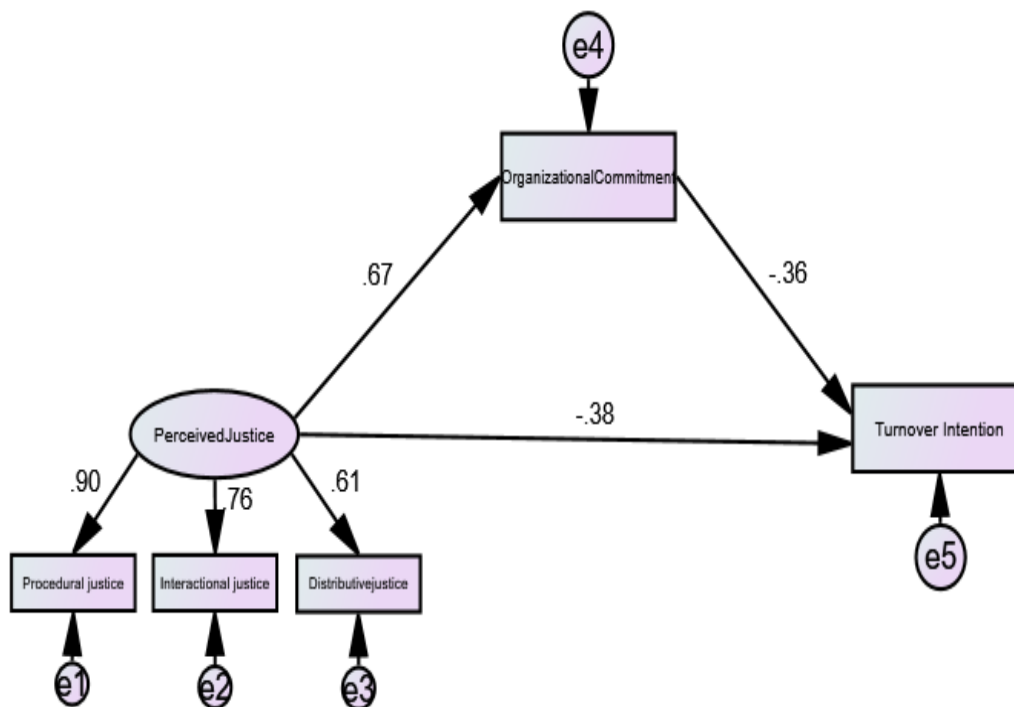 e4
OrganizationalCommitment
.67
-.36
-.38
PerceivedJustice
Turnover Intention
.90
.76
.61
Procedural justice
Interactional justice
Distributivejustice
e5
e1
e2
e3